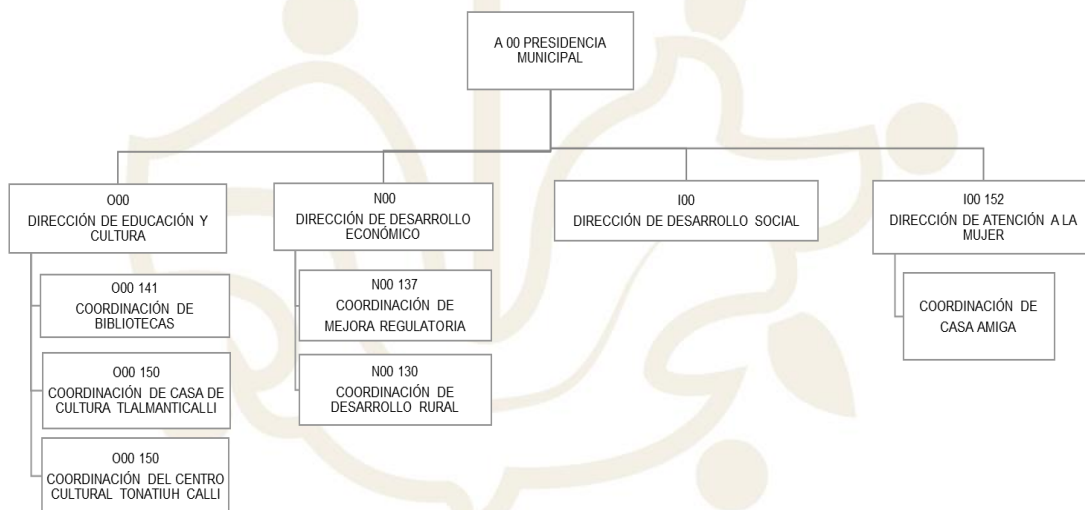 A 00 PRESIDENCIA
MUNICIPAL
O00
DIRECCIÓN DE EDUCACIÓN Y
CULTURA
N00
DIRECCIÓN DE DESARROLLO
ECONÓMICO
I00
DIRECCIÓN DE DESARROLLO SOCIAL
I00 152
DIRECCIÓN DE ATENCIÓN A LA
MUJER
O00 141
COORDINACIÓN DE
BIBLIOTECAS
O00 150
COORDINACIÓN DE CASA DE
CULTURA TLALMANTICALLI
O00 150
COORDINACIÓN DEL CENTRO
CULTURAL TONATIUH CALLI
N00 137
COORDINACIÓN DE
MEJORA REGULATORIA
N00 130
COORDINACIÓN DE
DESARROLLO RURAL
COORDINACIÓN DE
CASA AMIGA